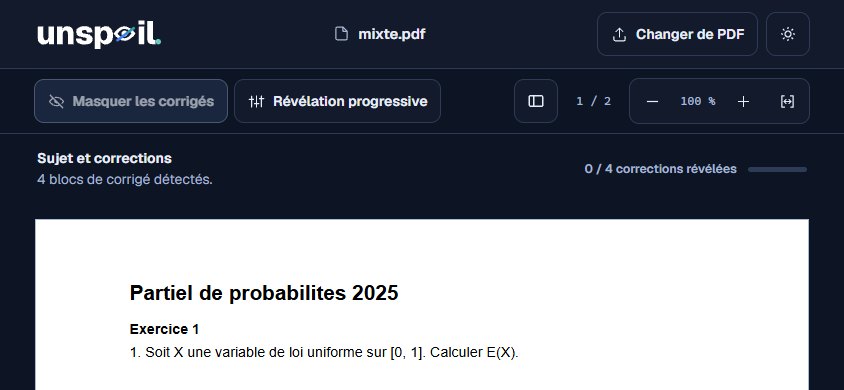 unspoil.
mixte.pdf
Changer de PDF
Masquer les corrigés
Révélation progressive
1 / 2
100 %
Sujet et corrections
4 blocs de corrigé détectés.
0 / 4 corrections révélées
Partiel de probabilites 2025
Exercice 1
1. Soit X une variable de loi uniforme sur [0, 1]. Calculer E(X).